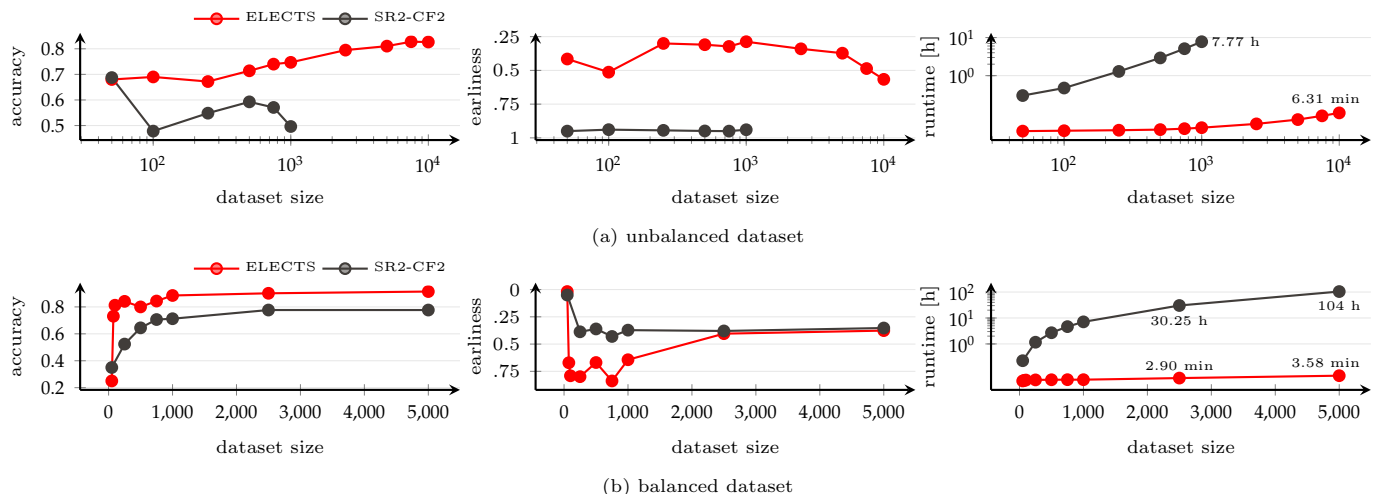 ELECTS SR2-CF2
accuracy
0.8
0.7
0.6
0.5
10^2 10^3 10^4
dataset size
earliness
.25
0.5
.75
1
10^2 10^3 10^4
dataset size
runtime [h]
10^1
10^0
7.77 h
6.31 min
10^2 10^3 10^4
dataset size
(a) unbalanced dataset
ELECTS SR2-CF2
accuracy
0.8
0.6
0.4
0.2
0 1,000 2,000 3,000 4,000 5,000
dataset size
earliness
0
.25
0.5
.75
0 1,000 2,000 3,000 4,000 5,000
dataset size
runtime [h]
10^2
10^1
10^0
104 h
30.25 h
2.90 min
3.58 min
0 1,000 2,000 3,000 4,000 5,000
dataset size
(b) balanced dataset